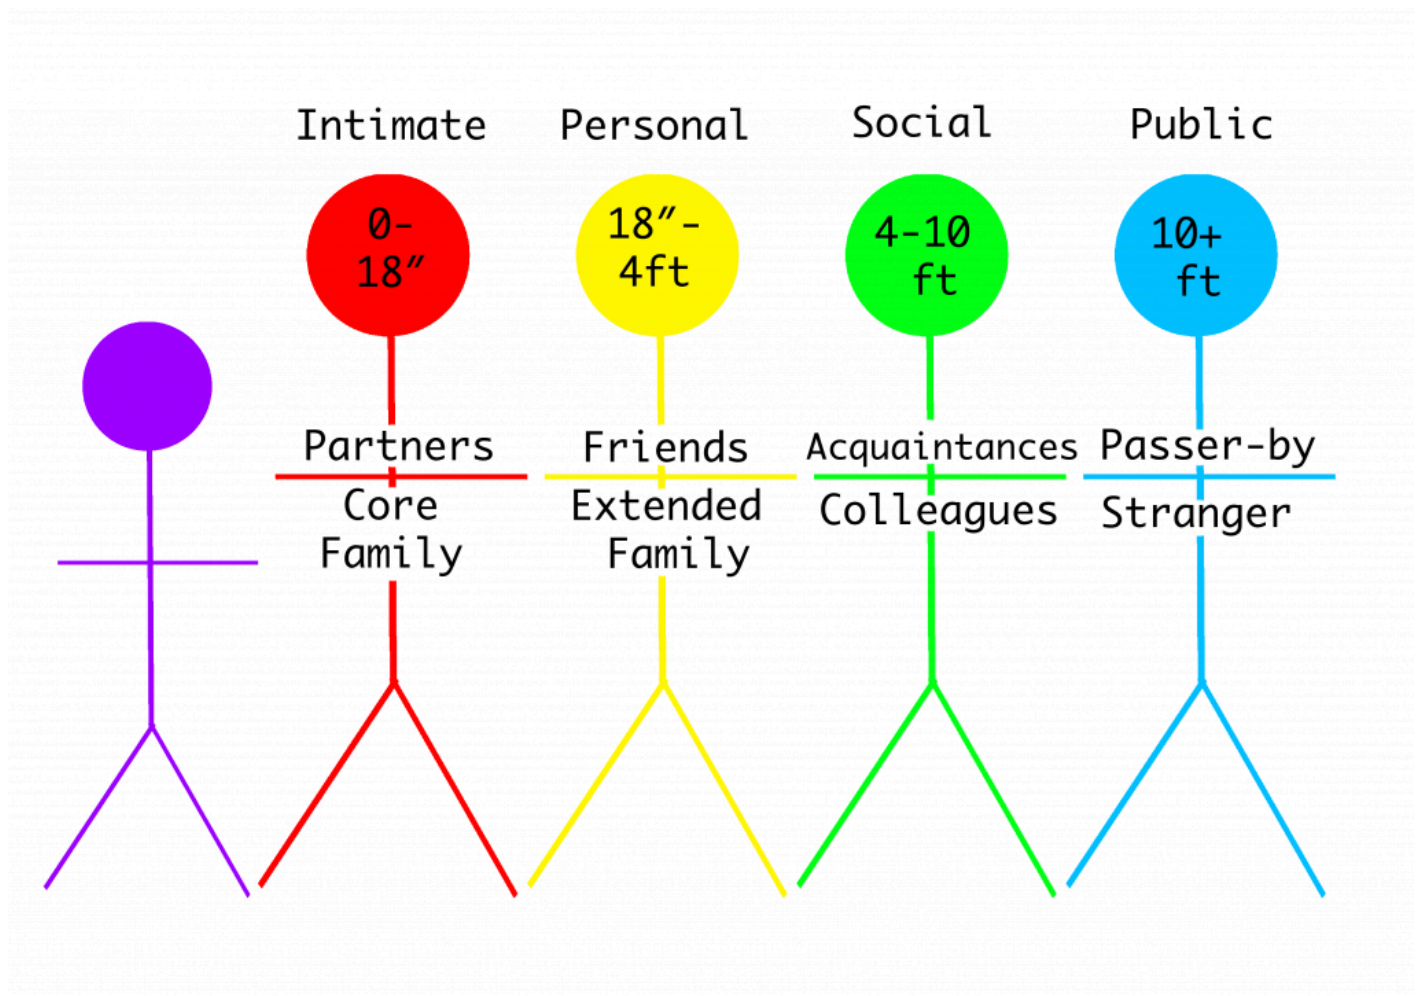 Intimate
0-
18″
Partners
Core
Family
Personal
18″-
4ft
Friends
Extended
Family
Social
4-10
ft
Acquaintances
Colleagues
Public
10+
ft
Passer-by
Stranger